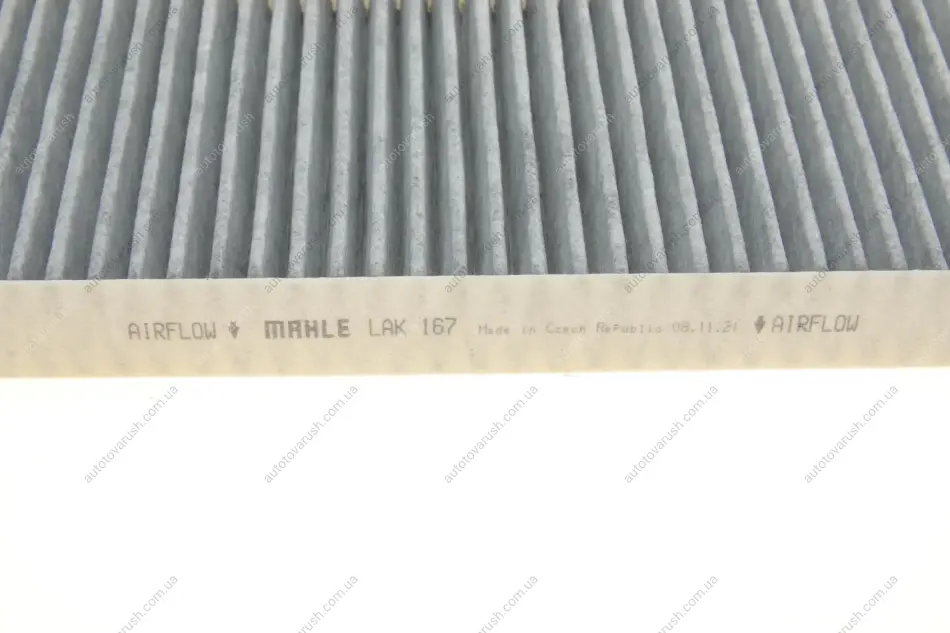 AIRFLOW MAHLE LAK 167 Made in Czech Republic 08.11.21 AIRFLOW
autotovarush.com.ua